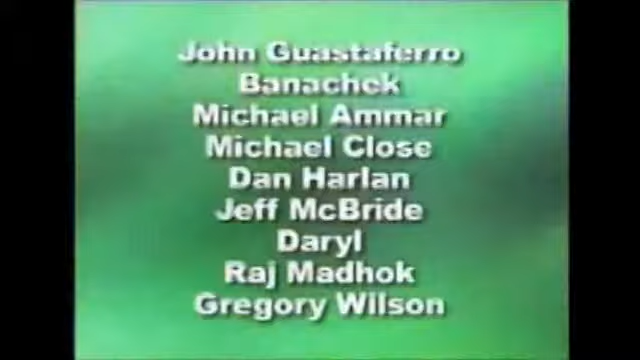 John Guastaferro
Banachek
Michael Ammar
Michael Close
Dan Harlan
Jeff McBride
Daryl
Raj Madhok
Gregory Wilson